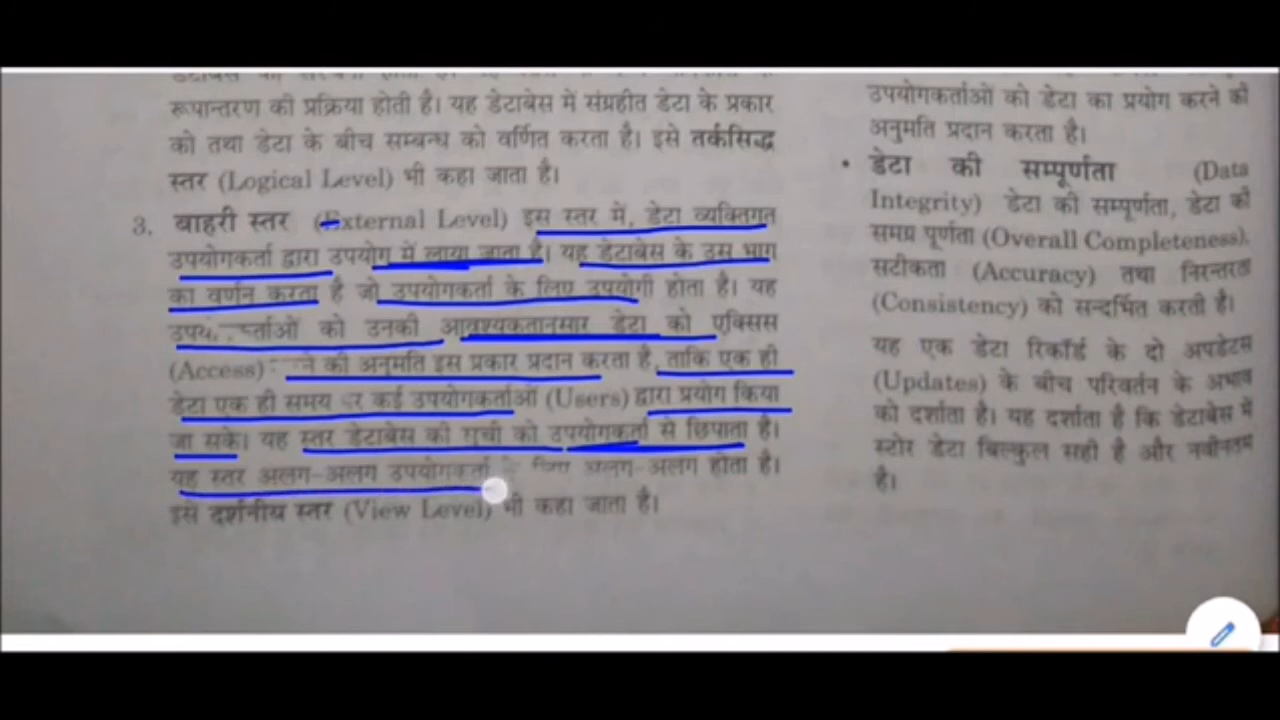 रूपान्तरण की प्रक्रिया होती है। यह डेटाबेस में संग्रहीत डेटा के प्रकार
को तथा डेटा के बीच सम्बन्ध को वर्णित करता है। इसे तर्कसिद्ध
स्तर (Logical Level) भी कहा जाता है।
3. बाहरी स्तर (External Level) इस स्तर में, डेटा व्यक्तिगत
उपयोगकर्ता द्वारा उपयोग में लाया जाता है। यह डेटाबेस के उस भाग
का वर्णन करता है जो उपयोगकर्ता के लिए उपयोगी होता है। यह
को उनकी आवश्यकतानुसार डेटा को एक्सिस
(Access) की अनुमति इस प्रकार प्रदान करता है, ताकि एक ही
डेटा एक ही समय पर कई उपयोगकर्ताओं (Users) द्वारा प्रयोग किया
जा सके। यह स्तर डेटाबेस की सूची को उपयोगकर्ता से छिपाता है।
यह स्तर अलग-अलग उपयोगकर्ता अलग-अलग होता है।
इसे दर्शनीय स्तर (View Level) भी कहा जाता है।
उपयोगकर्ताओं को डेटा का प्रयोग करने की
अनुमति प्रदान करता है।
• डेटा की सम्पूर्णता (Data
Integrity) डेटा की सम्पूर्णता, डेटा की
समग्र पूर्णता (Overall Completeness),
सटीकता (Accuracy) तथा निरन्तरता
(Consistency) को सन्दर्भित करती है।
यह एक डेटा रिकॉर्ड के दो अपडेटस
(Updates) के बीच परिवर्तन के अभाव
को दर्शाता है। यह दर्शाता है कि डेटाबेस में
स्टोर डेटा बिल्कुल सही है और नवीनतम
है।